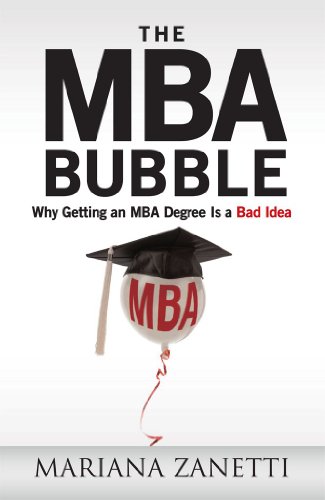 THE
MBA
BUBBLE
Why Getting an MBA Degree Is a Bad Idea
MBA
MARIANA ZANETTI